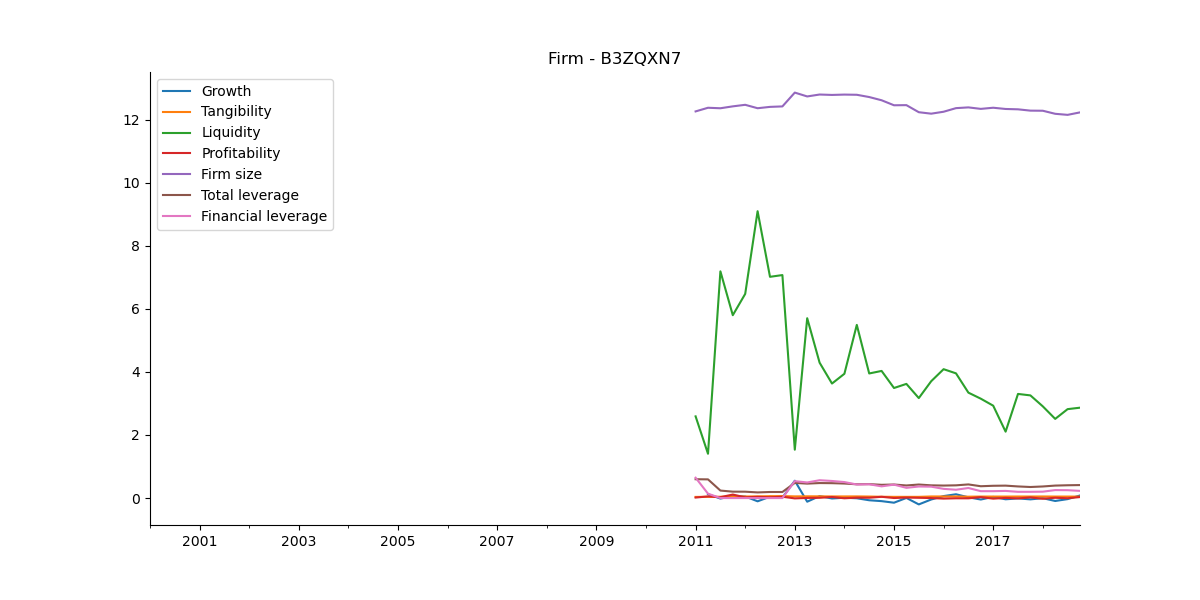 Firm - B3ZQXN7
Growth
Tangibility
Liquidity
Profitability
Firm size
Total leverage
Financial leverage
12
10
8
6
4
2
0
2001 2003 2005 2007 2009 2011 2013 2015 2017